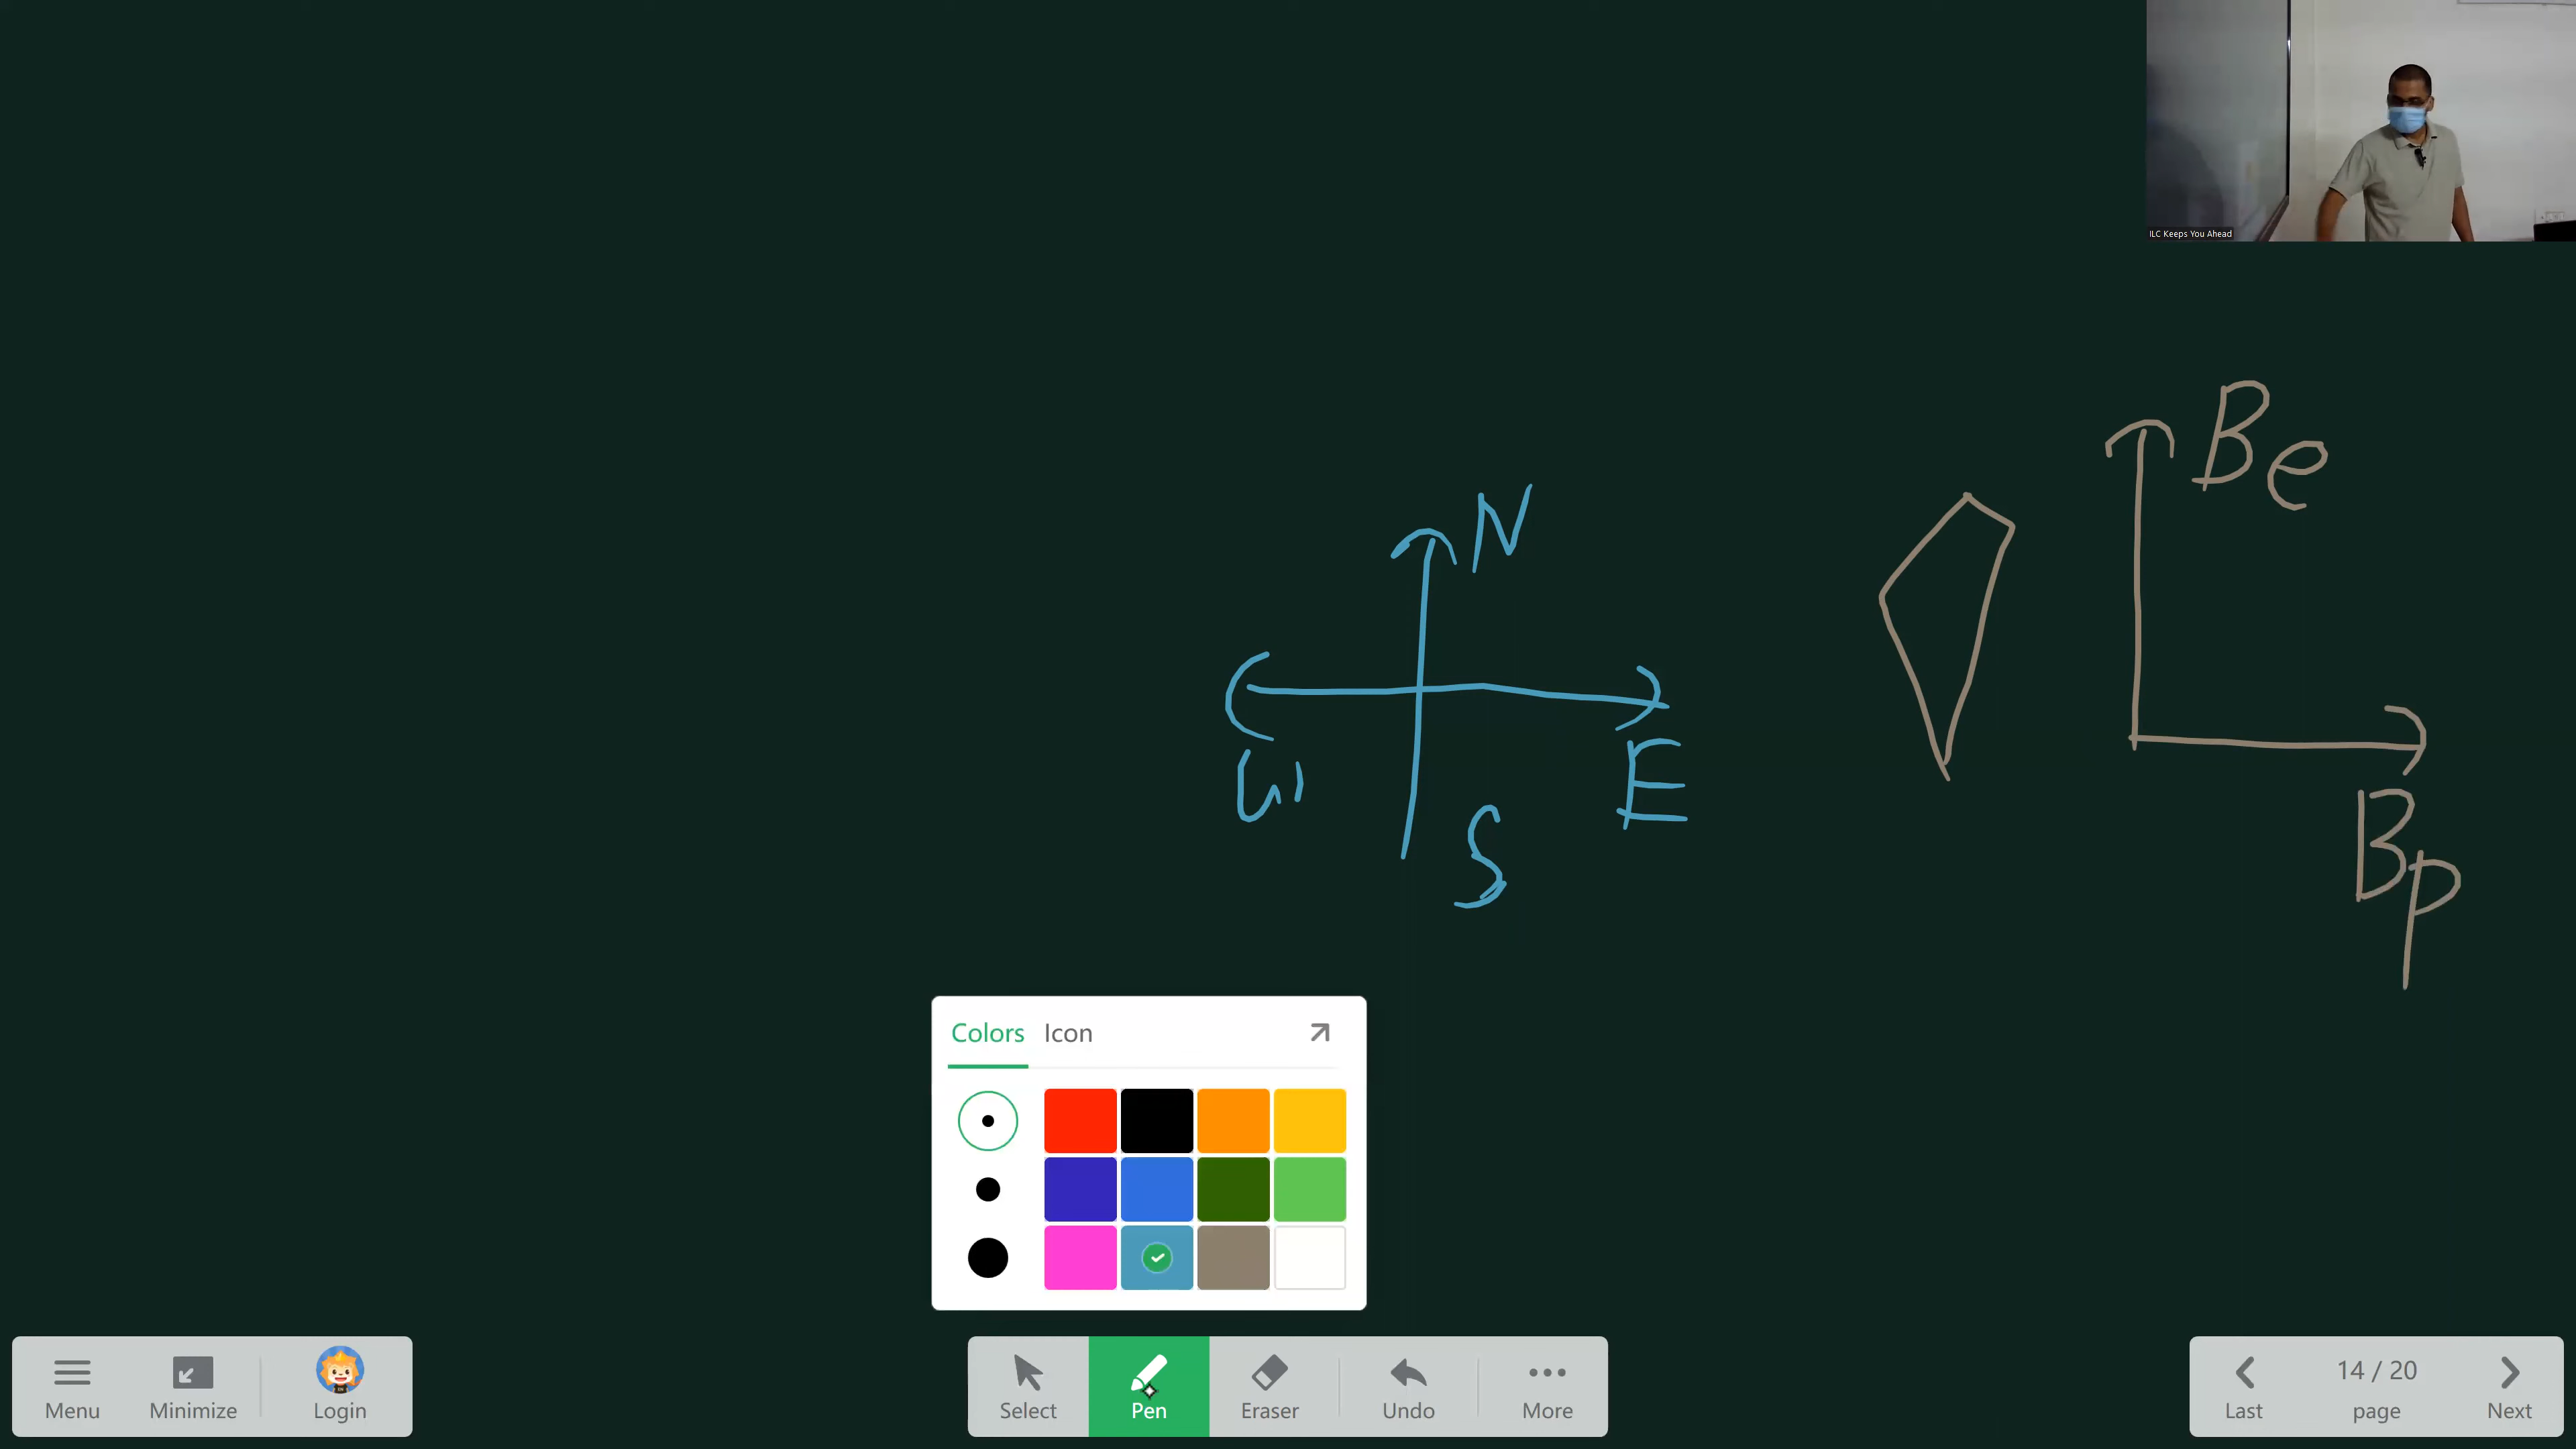 ILC Keeps You Ahead
Be
N
W
E
S
Bp
Colors Icon
Menu Minimize Login
Select Pen Eraser Undo More
14 / 20
Last page Next